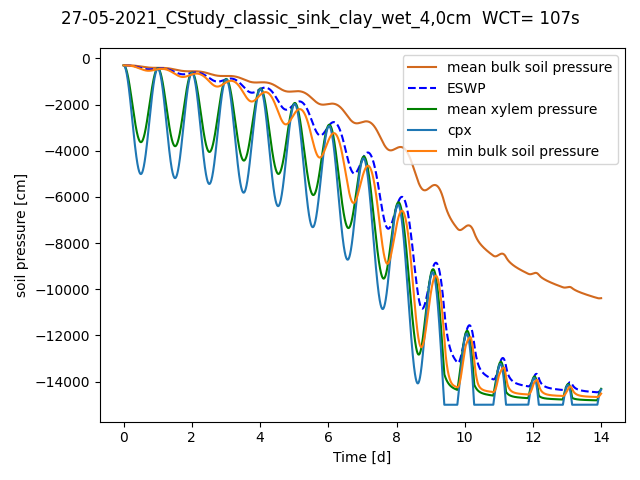 27-05-2021_CStudy_classic_sink_clay_wet_4,0cm  WCT= 107s
mean bulk soil pressure
ESWP
mean xylem pressure
cpx
min bulk soil pressure
soil pressure [cm]
0
−2000
−4000
−6000
−8000
−10000
−12000
−14000
0 2 4 6 8 10 12 14
Time [d]